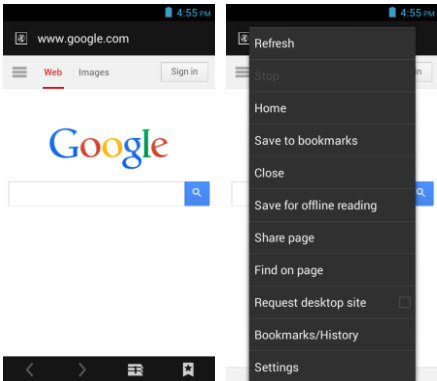 4:55 PM
www.google.com
Web Images Sign in
Google
4:55 PM
Refresh
Stop
Home
Save to bookmarks
Close
Save for offline reading
Share page
Find on page
Request desktop site
Bookmarks/History
Settings